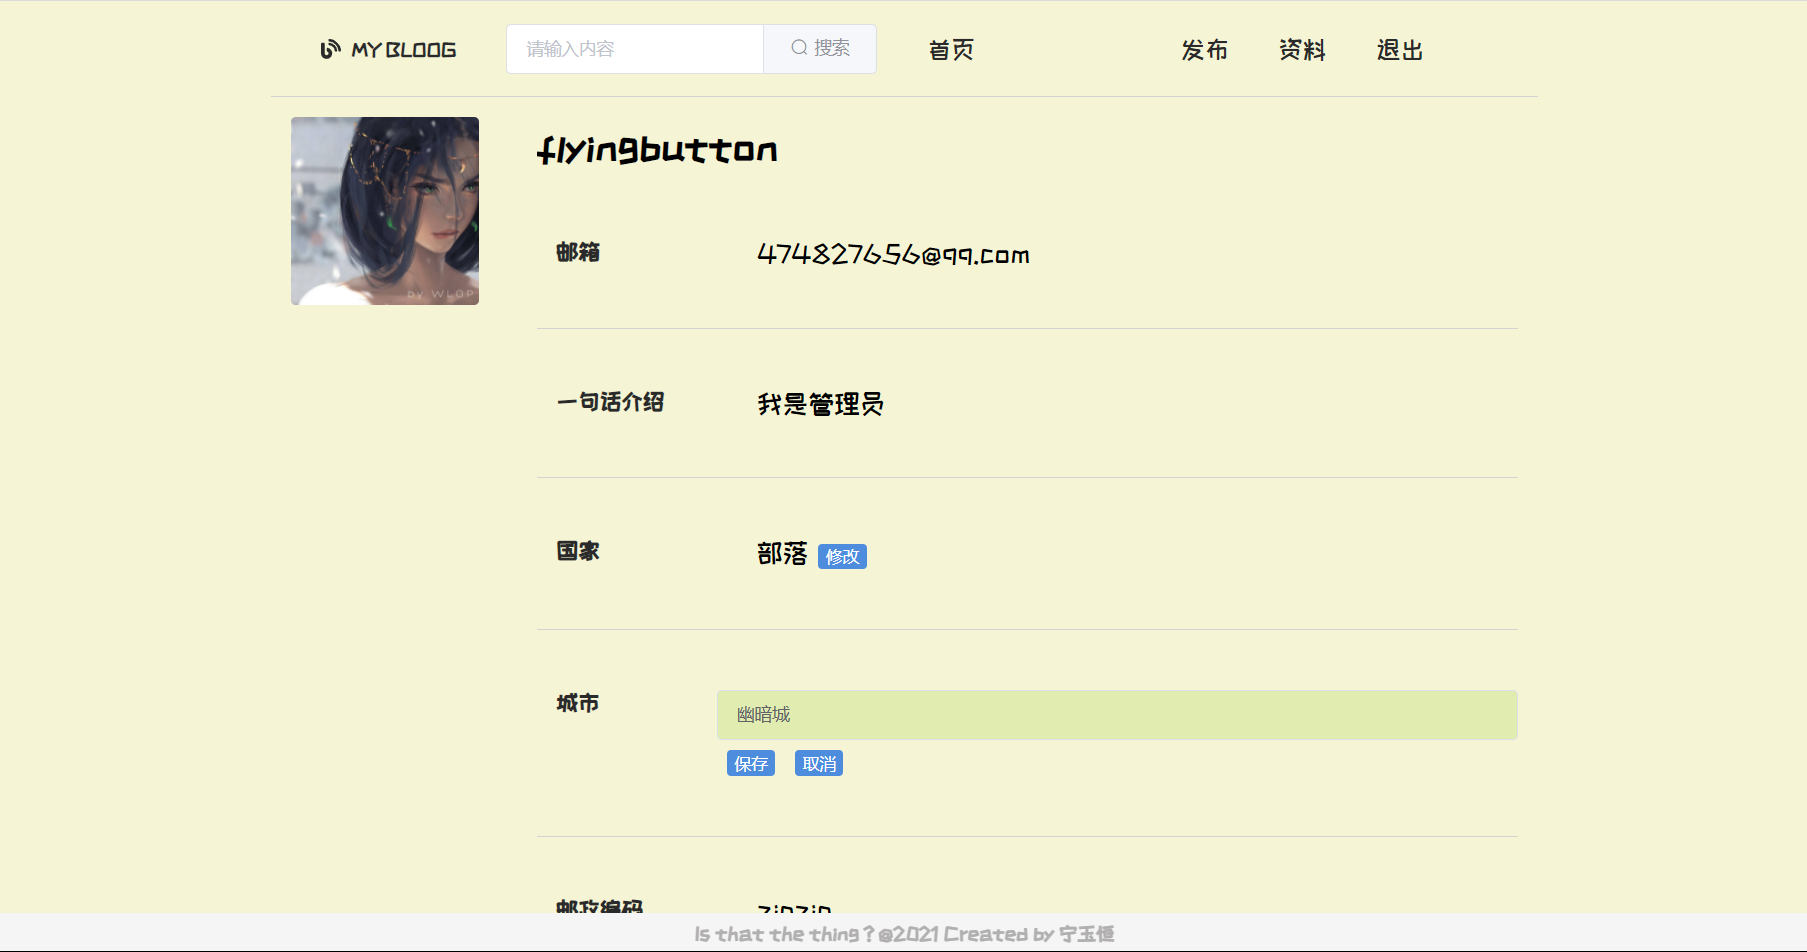 MY BLOOG
请输入内容
搜索
首页
发布
资料
退出
by WLOP
flyingbutton
邮箱
474827656@qq.com
一句话介绍
我是管理员
国家
部落 修改
城市
幽暗城
保存 取消
邮政编码
zipzip
Is that the thing？@2021 Created by 宁玉恒